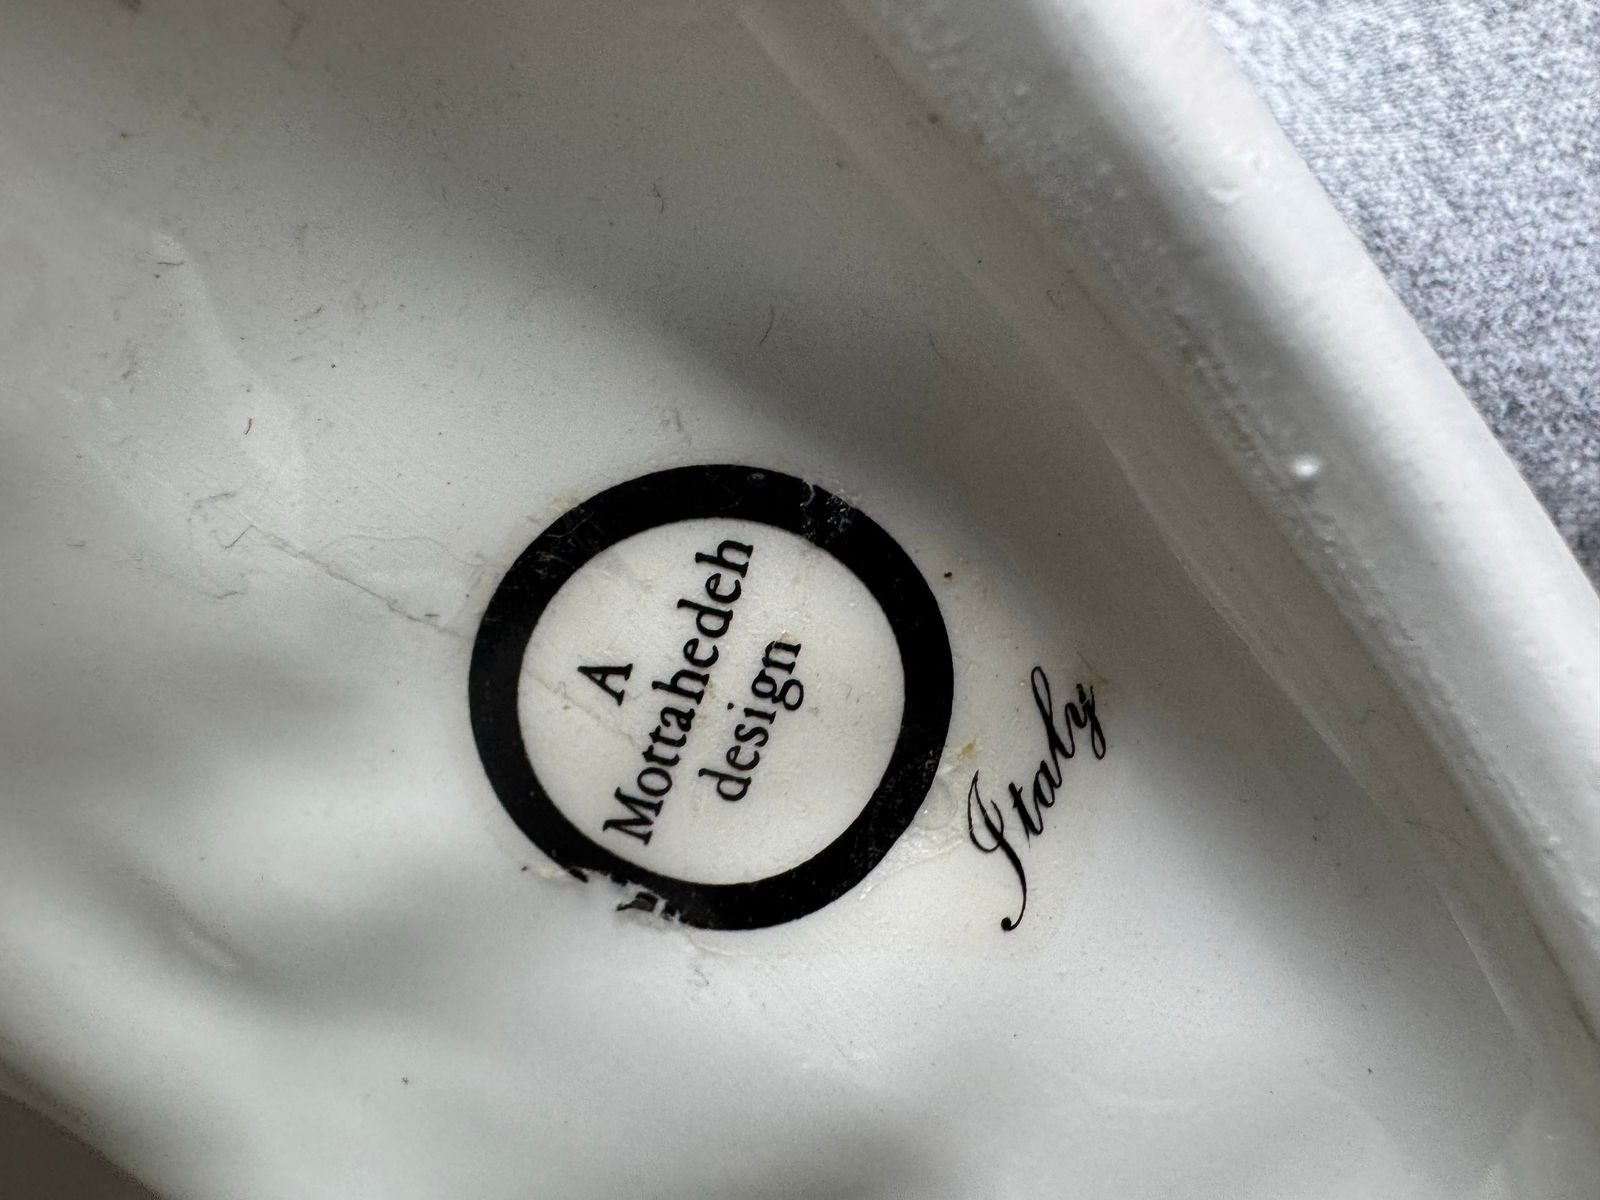 A
Mottahedeh
design
Italy